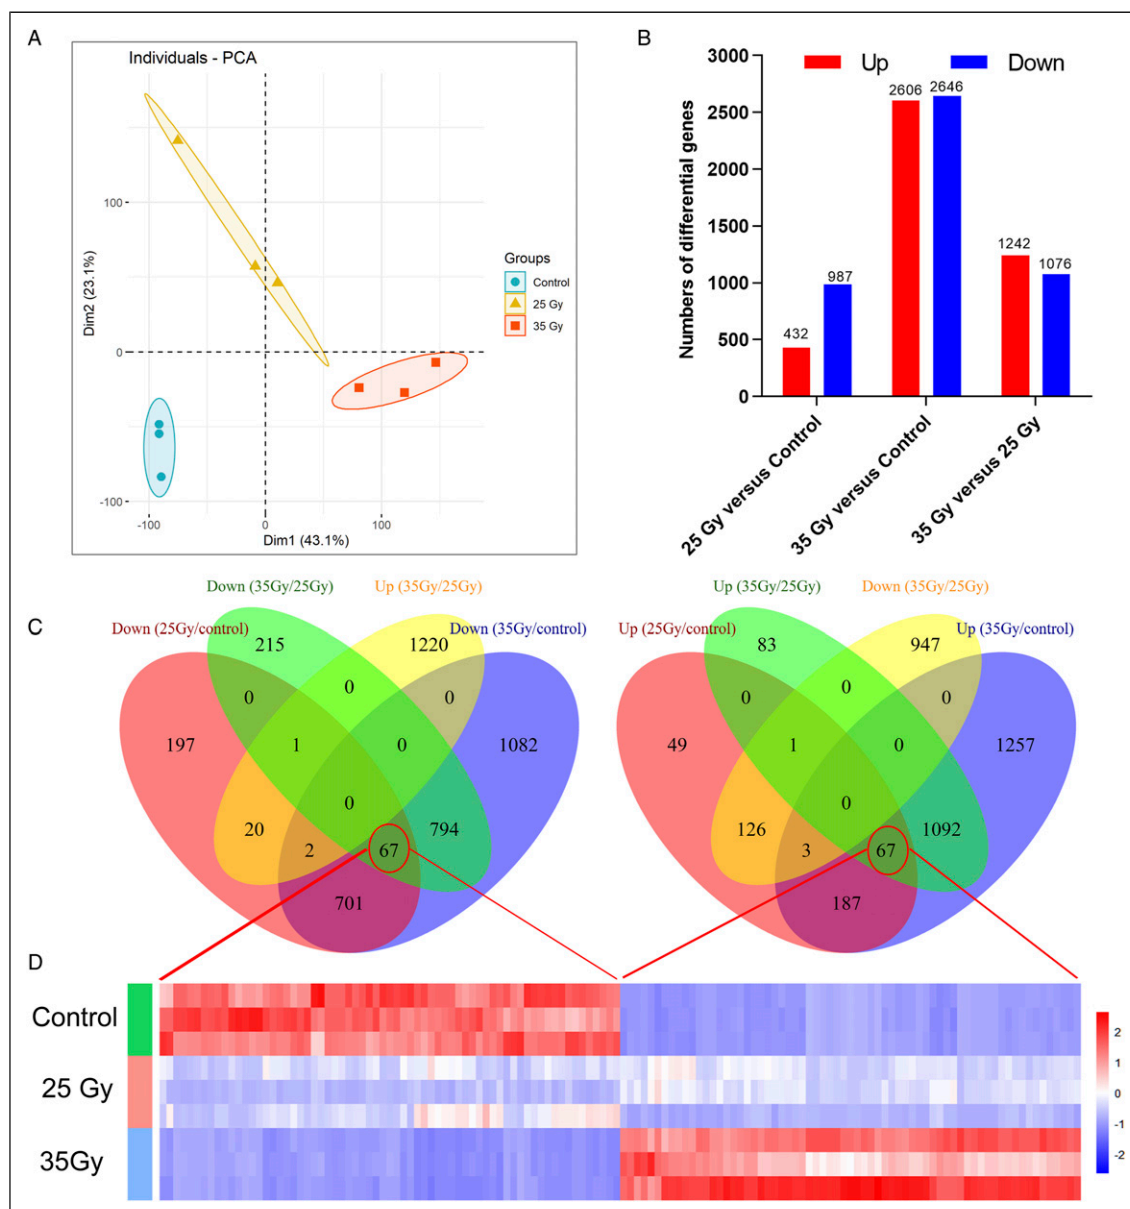 A
Individuals - PCA
100
0
-100
Dim2 (23.1%)
-100
0
100
Dim1 (43.1%)
Groups
Control
25 Gy
35 Gy
B
Up
Down
Numbers of differential genes
3000
2500
2000
1500
1000
500
0
432
987
2606
2646
1242
1076
25 Gy versus Control
35 Gy versus Control
35 Gy versus 25 Gy
C
Down (35Gy/25Gy)
Up (35Gy/25Gy)
Down (25Gy/control)
Down (35Gy/control)
215
1220
0
0
0
197
1
0
1082
0
20
794
2
67
701
Up (35Gy/25Gy)
Down (35Gy/25Gy)
Up (25Gy/control)
Up (35Gy/control)
83
947
0
0
0
49
1
0
1257
0
126
1092
3
67
187
D
Control
25 Gy
35Gy
2
1
0
-1
-2